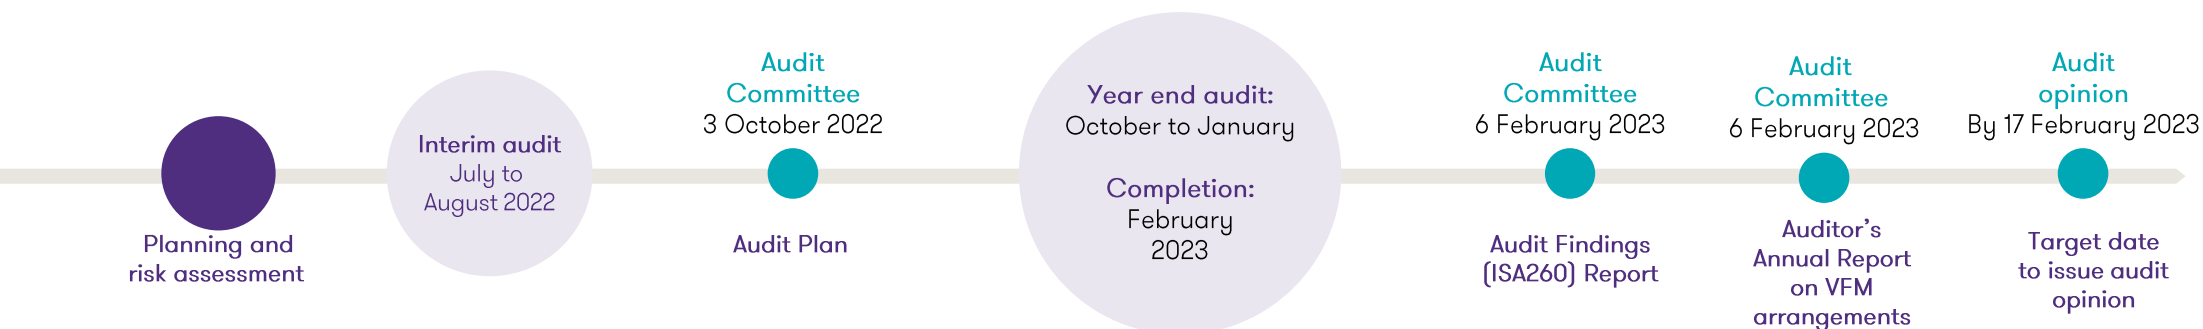 Planning and
risk assessment
Interim audit
July to
August 2022
Audit
Committee
3 October 2022
Audit Plan
Year end audit:
October to January
Completion:
February
2023
Audit
Committee
6 February 2023
Audit Findings
(ISA260) Report
Audit
Committee
6 February 2023
Auditor’s
Annual Report
on VFM
arrangements
Audit
opinion
By 17 February 2023
Target date
to issue audit
opinion